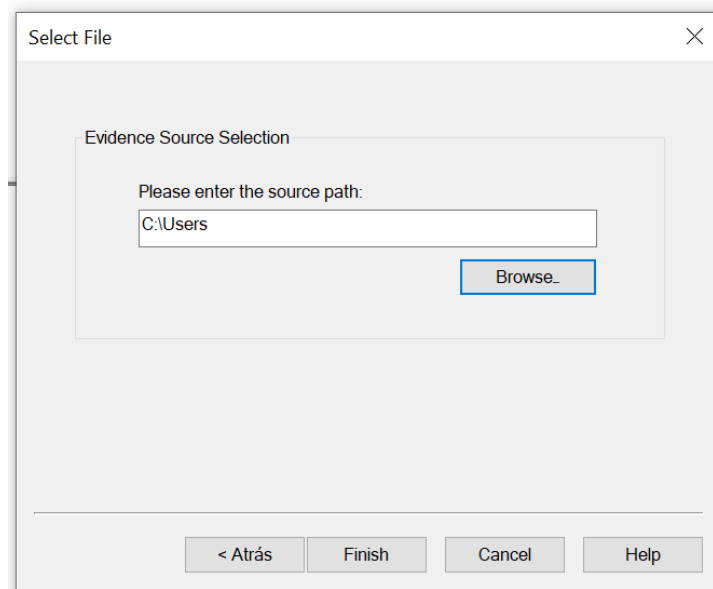 Select File
Evidence Source Selection
Please enter the source path:
C:\Users
Browse..
< Atrás Finish Cancel Help